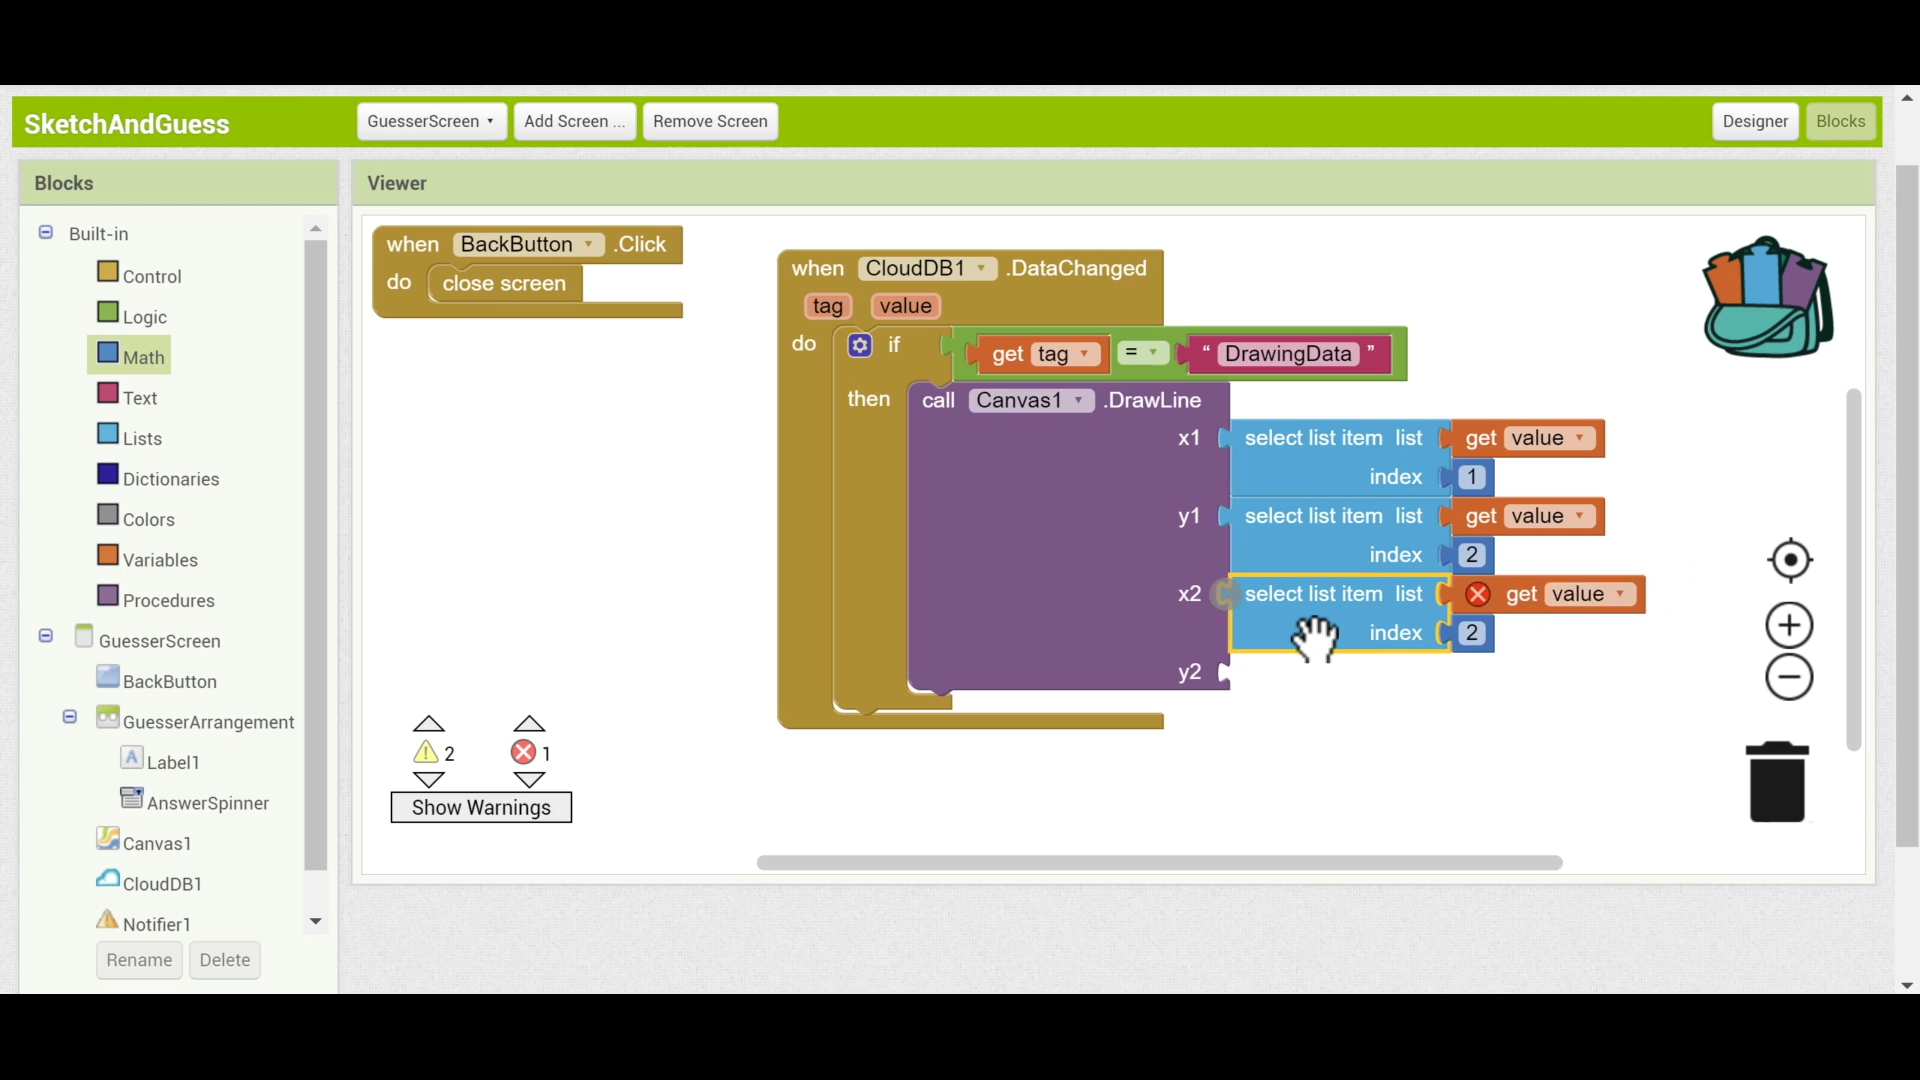 SketchAndGuess
GuesserScreen
Add Screen ...
Remove Screen
Designer
Blocks
Blocks
Viewer
Built-in
Control
Logic
Math
Text
Lists
Dictionaries
Colors
Variables
Procedures
GuesserScreen
BackButton
GuesserArrangement
Label1
AnswerSpinner
Canvas1
CloudDB1
Notifier1
Rename
Delete
when BackButton .Click
do close screen
when CloudDB1 .DataChanged
tag value
do if get tag = “ DrawingData ”
then call Canvas1 .DrawLine
x1 select list item list get value
index 1
y1 select list item list get value
index 2
x2 select list item list get value
index 2
y2
2 1
Show Warnings